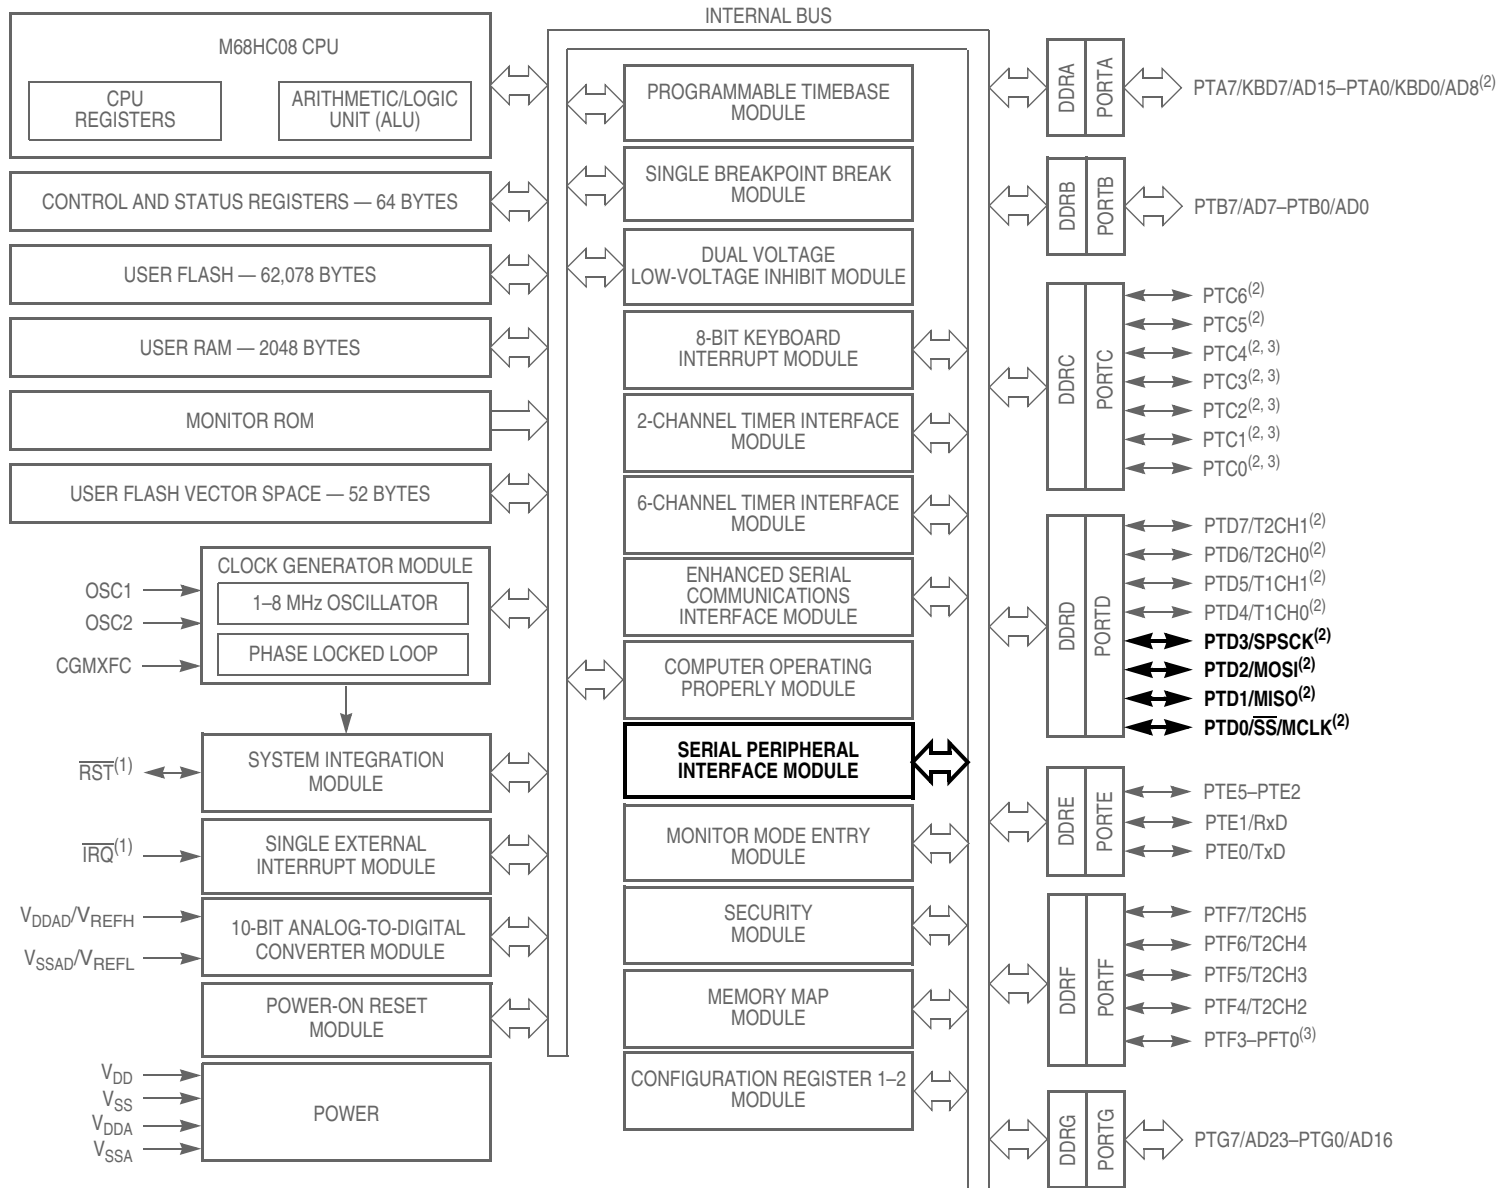 INTERNAL BUS
M68HC08 CPU
CPU
REGISTERS
ARITHMETIC/LOGIC
UNIT (ALU)
CONTROL AND STATUS REGISTERS — 64 BYTES
USER FLASH — 62,078 BYTES
USER RAM — 2048 BYTES
MONITOR ROM
USER FLASH VECTOR SPACE — 52 BYTES
CLOCK GENERATOR MODULE
1–8 MHz OSCILLATOR
PHASE LOCKED LOOP
OSC1
OSC2
CGMXFC
SYSTEM INTEGRATION
MODULE
RST(1)
SINGLE EXTERNAL
INTERRUPT MODULE
IRQ(1)
10-BIT ANALOG-TO-DIGITAL
CONVERTER MODULE
VDDAD/VREFH
VSSAD/VREFL
POWER-ON RESET
MODULE
POWER
VDD
VSS
VDDA
VSSA
PROGRAMMABLE TIMEBASE
MODULE
SINGLE BREAKPOINT BREAK
MODULE
DUAL VOLTAGE
LOW-VOLTAGE INHIBIT MODULE
8-BIT KEYBOARD
INTERRUPT MODULE
2-CHANNEL TIMER INTERFACE
MODULE
6-CHANNEL TIMER INTERFACE
MODULE
ENHANCED SERIAL
COMMUNICATIONS
INTERFACE MODULE
COMPUTER OPERATING
PROPERLY MODULE
SERIAL PERIPHERAL
INTERFACE MODULE
MONITOR MODE ENTRY
MODULE
SECURITY
MODULE
MEMORY MAP
MODULE
CONFIGURATION REGISTER 1–2
MODULE
DDRA
PORTA
PTA7/KBD7/AD15–PTA0/KBD0/AD8(2)
DDRB
PORTB
PTB7/AD7–PTB0/AD0
DDRC
PORTC
PTC6(2)
PTC5(2)
PTC4(2, 3)
PTC3(2, 3)
PTC2(2, 3)
PTC1(2, 3)
PTC0(2, 3)
DDRD
PORTD
PTD7/T2CH1(2)
PTD6/T2CH0(2)
PTD5/T1CH1(2)
PTD4/T1CH0(2)
PTD3/SPSCK(2)
PTD2/MOSI(2)
PTD1/MISO(2)
PTD0/SS/MCLK(2)
DDRE
PORTE
PTE5–PTE2
PTE1/RxD
PTE0/TxD
DDRF
PORTF
PTF7/T2CH5
PTF6/T2CH4
PTF5/T2CH3
PTF4/T2CH2
PTF3–PFT0(3)
DDRG
PORTG
PTG7/AD23–PTG0/AD16